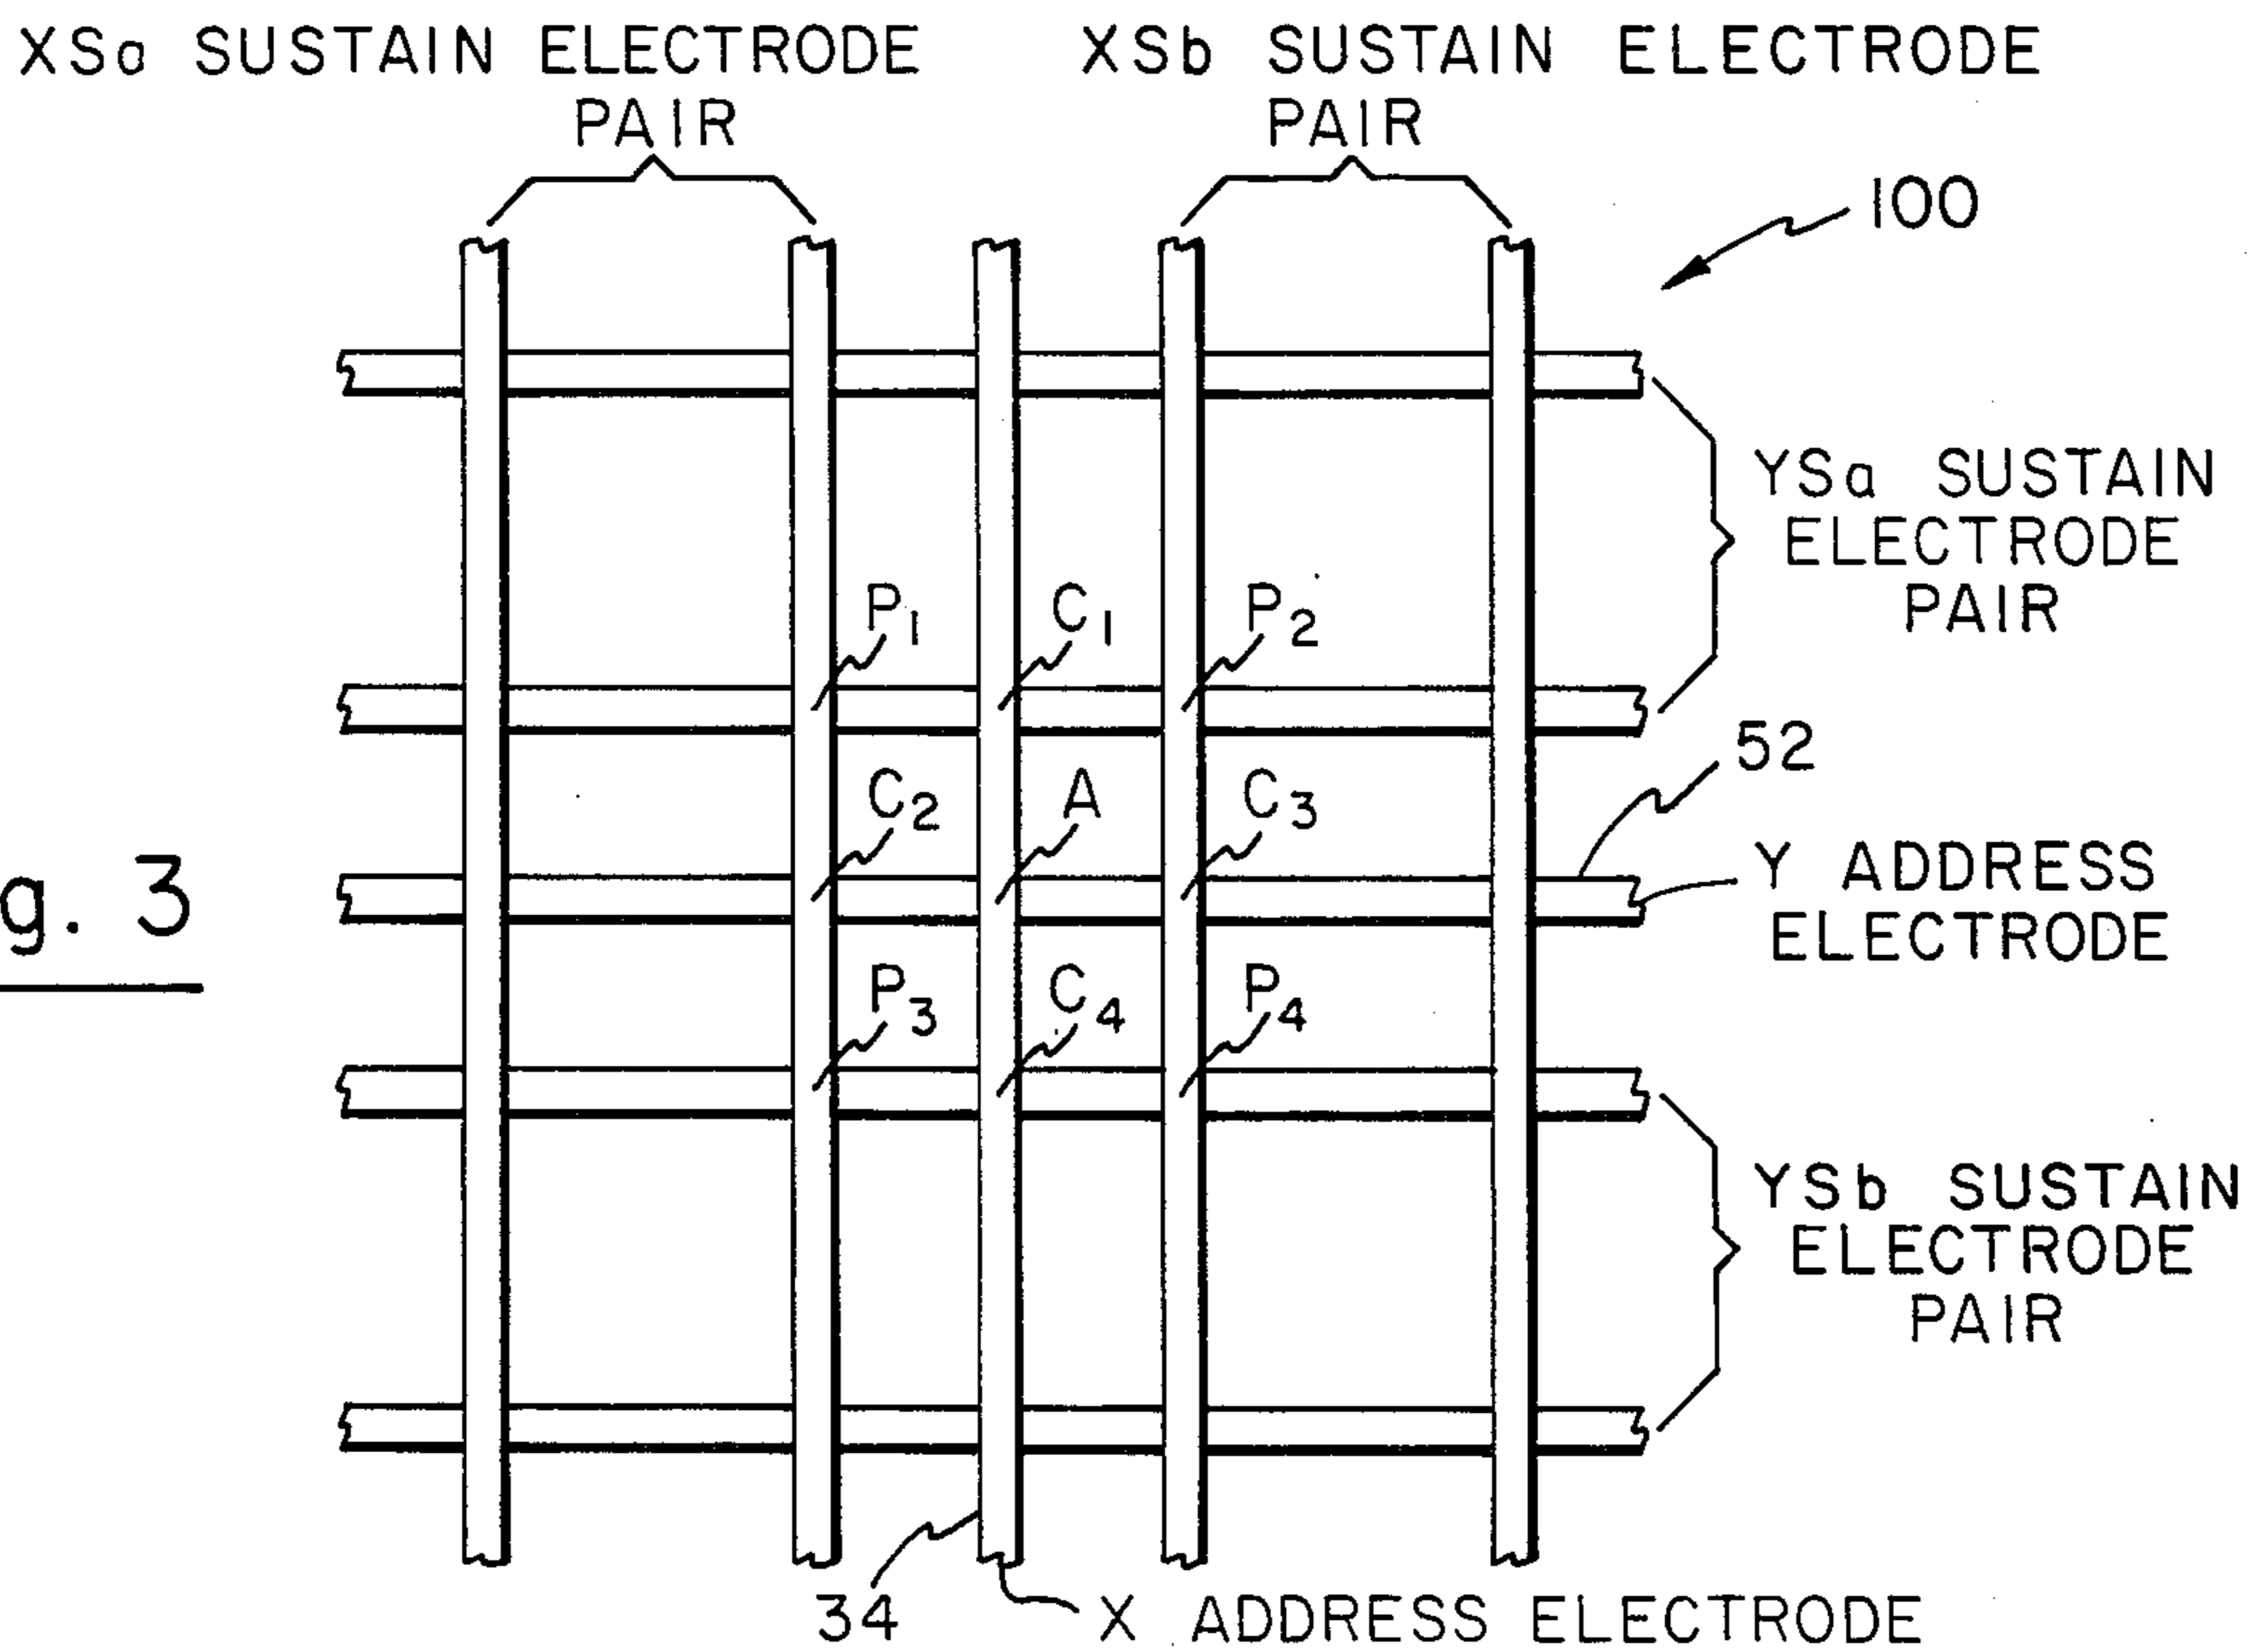 XSa SUSTAIN ELECTRODE
PAIR
XSb SUSTAIN ELECTRODE
PAIR
100
YSa SUSTAIN
ELECTRODE
PAIR
P1
C1
P2
52
C2
A
C3
Y ADDRESS
ELECTRODE
g. 3
P3
C4
P4
YSb SUSTAIN
ELECTRODE
PAIR
34
X ADDRESS ELECTRODE